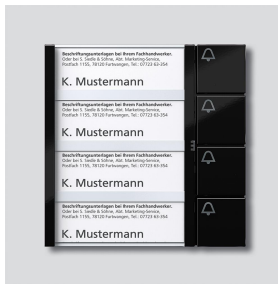 Beschriftungsunterlagen bei Ihrem Fachhandwerker.
Oder bei S. Siedle & Söhne, Abt. Marketing-Service,
Postfach 1155, 78120 Furtwangen, Tel.: 07723 63-354
K. Mustermann
Beschriftungsunterlagen bei Ihrem Fachhandwerker.
Oder bei S. Siedle & Söhne, Abt. Marketing-Service,
Postfach 1155, 78120 Furtwangen, Tel.: 07723 63-354
K. Mustermann
Beschriftungsunterlagen bei Ihrem Fachhandwerker.
Oder bei S. Siedle & Söhne, Abt. Marketing-Service,
Postfach 1155, 78120 Furtwangen, Tel.: 07723 63-354
K. Mustermann
Beschriftungsunterlagen bei Ihrem Fachhandwerker.
Oder bei S. Siedle & Söhne, Abt. Marketing-Service,
Postfach 1155, 78120 Furtwangen, Tel.: 07723 63-354
K. Mustermann